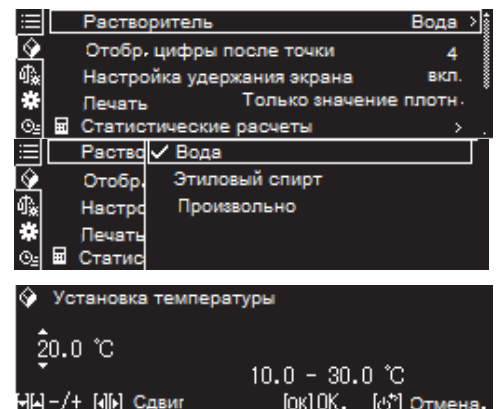 Растворитель Вода >
Отобр. цифры после точки 4
Настройка удержания экрана вкл.
Печать Только значение плотн.
Статистические расчеты >
Раство ✓ Вода
Отобр. Этиловый спирт
Настро Произвольно
Печать
Статис
Установка температуры
20.0 °C
10.0 – 30.0 °C
-/+ Сдвиг [OK]OK. Отмена.